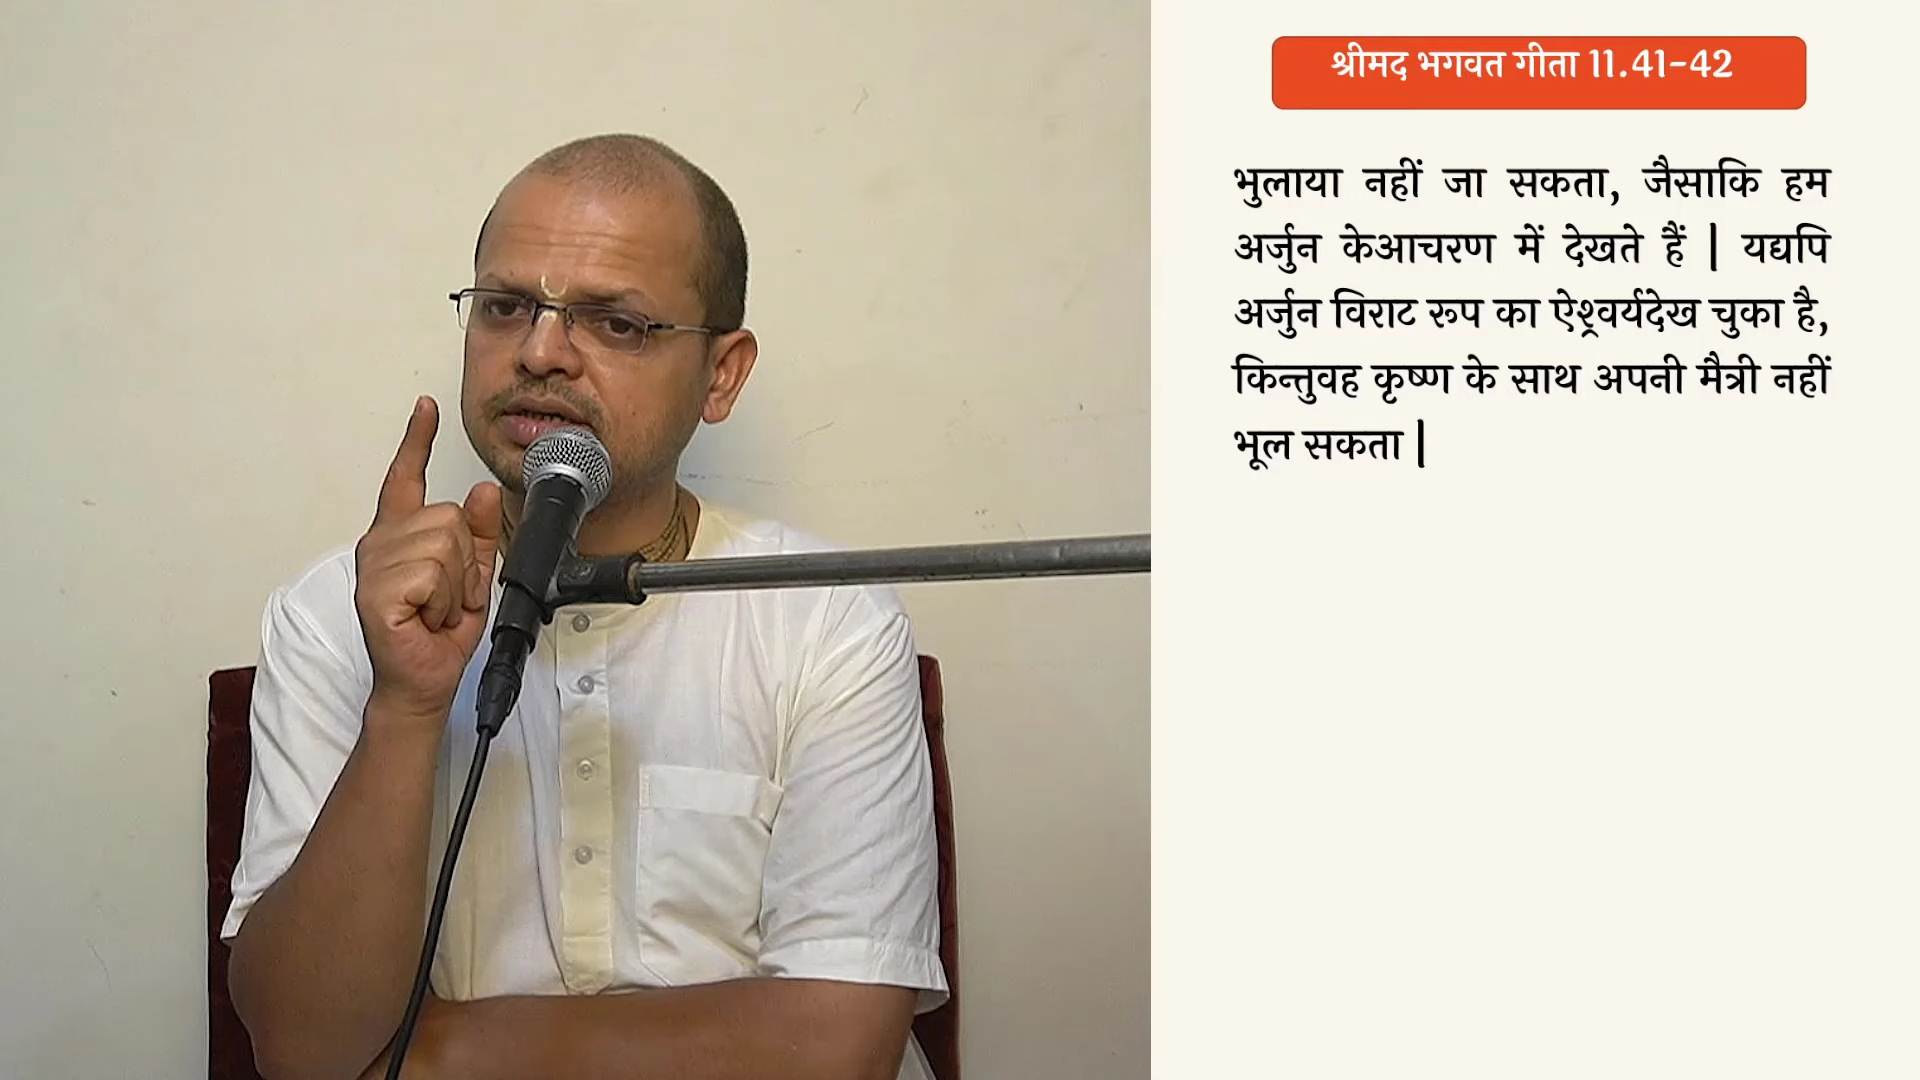 श्रीमद भगवत गीता 11.41-42
भुलाया नहीं जा सकता, जैसाकि हम
अर्जुन केआचरण में देखते हैं | यद्यपि
अर्जुन विराट रूप का ऐश्र्वर्यदेख चुका है,
किन्तुवह कृष्ण के साथ अपनी मैत्री नहीं
भूल सकता |